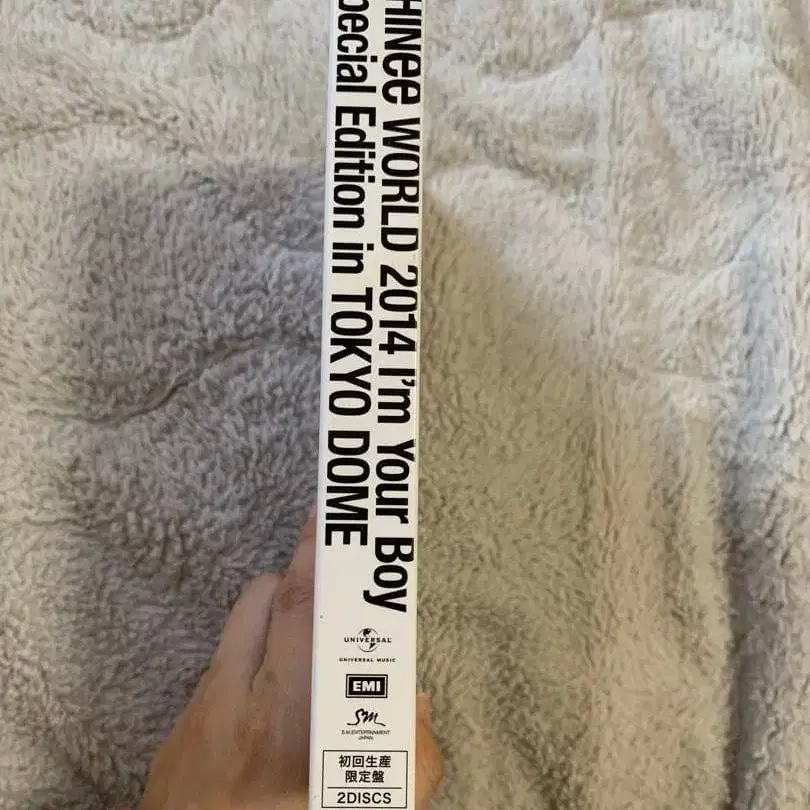 HINee WORLD 2014 I'm Your Boy
pecial Edition in TOKYO DOME
UNIVERSAL
UNIVERSAL MUSIC
EMI
SM
S.M.ENTERTAINMENT
JAPAN
初回生産
限定盤
2DISCS